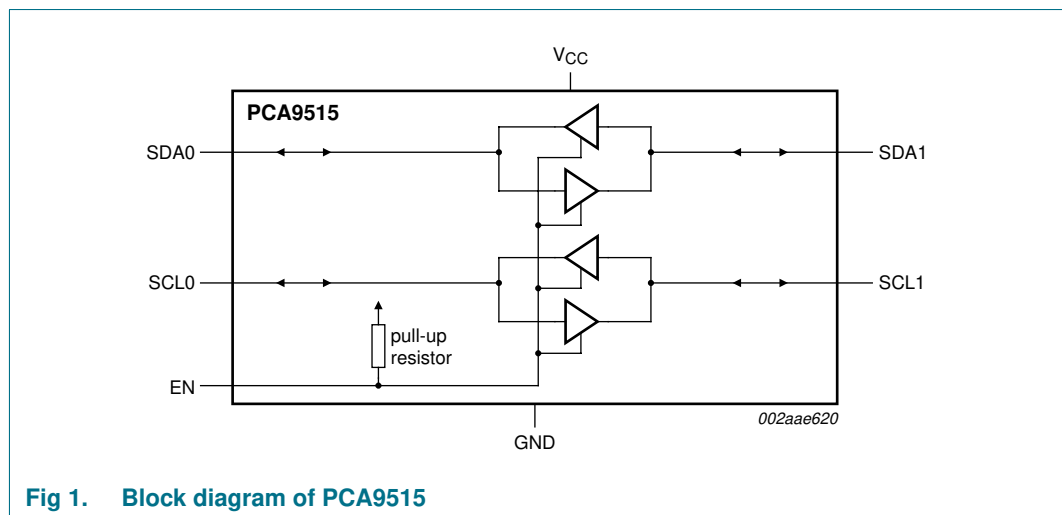 VCC
PCA9515
SDA0
SDA1
SCL0
SCL1
pull-up
resistor
EN
002aae620
GND
Fig 1. Block diagram of PCA9515